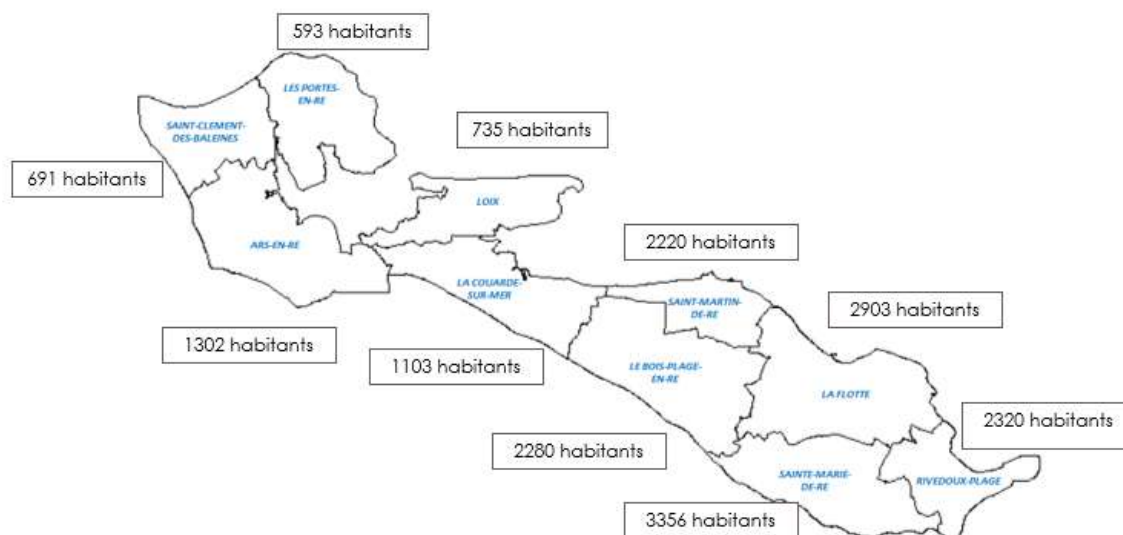 593 habitants
LES PORTES-
EN-RE
SAINT-CLEMENT-
DES-BALEINES
735 habitants
691 habitants
LOIX
ARS-EN-RE
2220 habitants
LA COUARDE-
SUR-MER
SAINT-MARTIN-
DE-RE
2903 habitants
1302 habitants
1103 habitants
LE BOIS-PLAGE-
EN-RE
LA FLOTTE
2320 habitants
2280 habitants
SAINTE-MARIE-
DE-RE
RIVEDOUX-PLAGE
3356 habitants